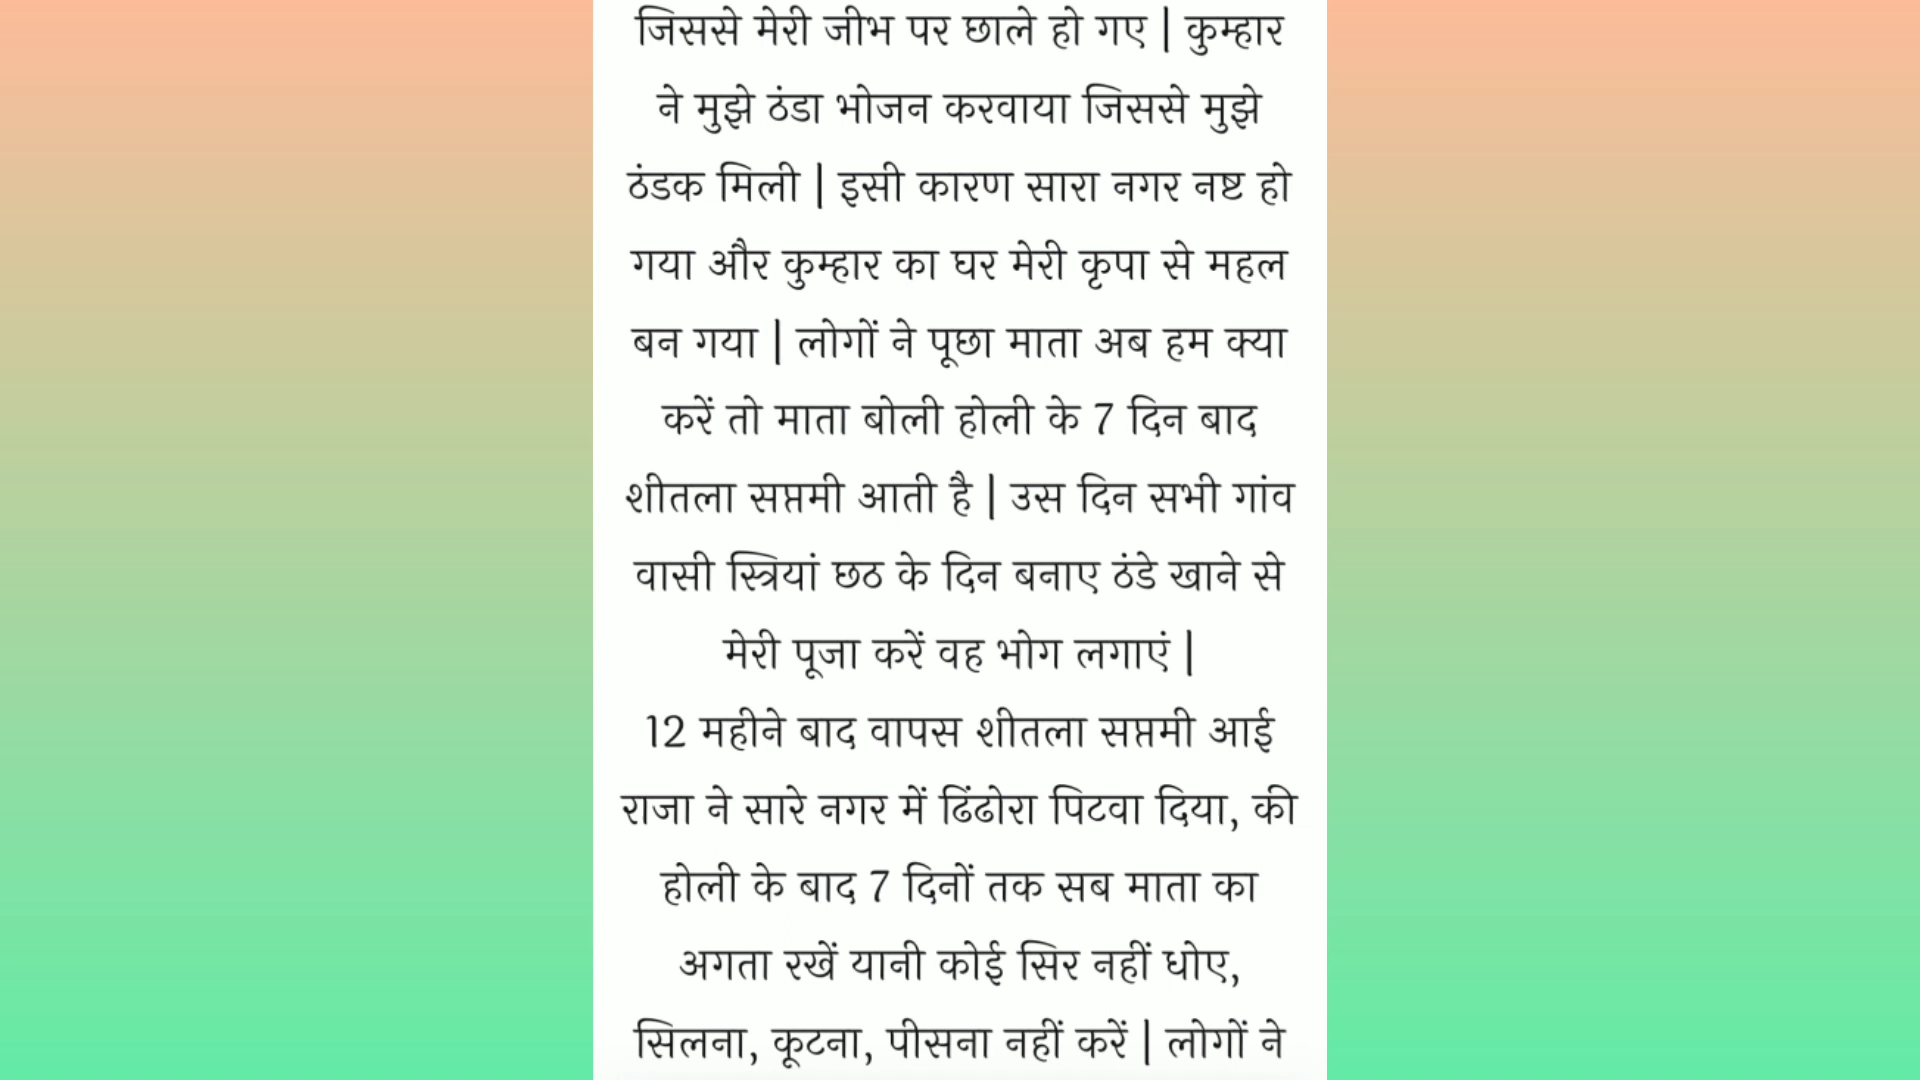 जिससे मेरी जीभ पर छाले हो गए | कुम्हार
ने मुझे ठंडा भोजन करवाया जिससे मुझे
ठंडक मिली | इसी कारण सारा नगर नष्ट हो
गया और कुम्हार का घर मेरी कृपा से महल
बन गया | लोगों ने पूछा माता अब हम क्या
करें तो माता बोली होली के 7 दिन बाद
शीतला सप्तमी आती है | उस दिन सभी गांव
वासी स्त्रियां छठ के दिन बनाए ठंडे खाने से
मेरी पूजा करें वह भोग लगाएं |
12 महीने बाद वापस शीतला सप्तमी आई
राजा ने सारे नगर में ढिंढोरा पिटवा दिया, की
होली के बाद 7 दिनों तक सब माता का
अगता रखें यानी कोई सिर नहीं धोए,
सिलना, कूटना, पीसना नहीं करें | लोगों ने